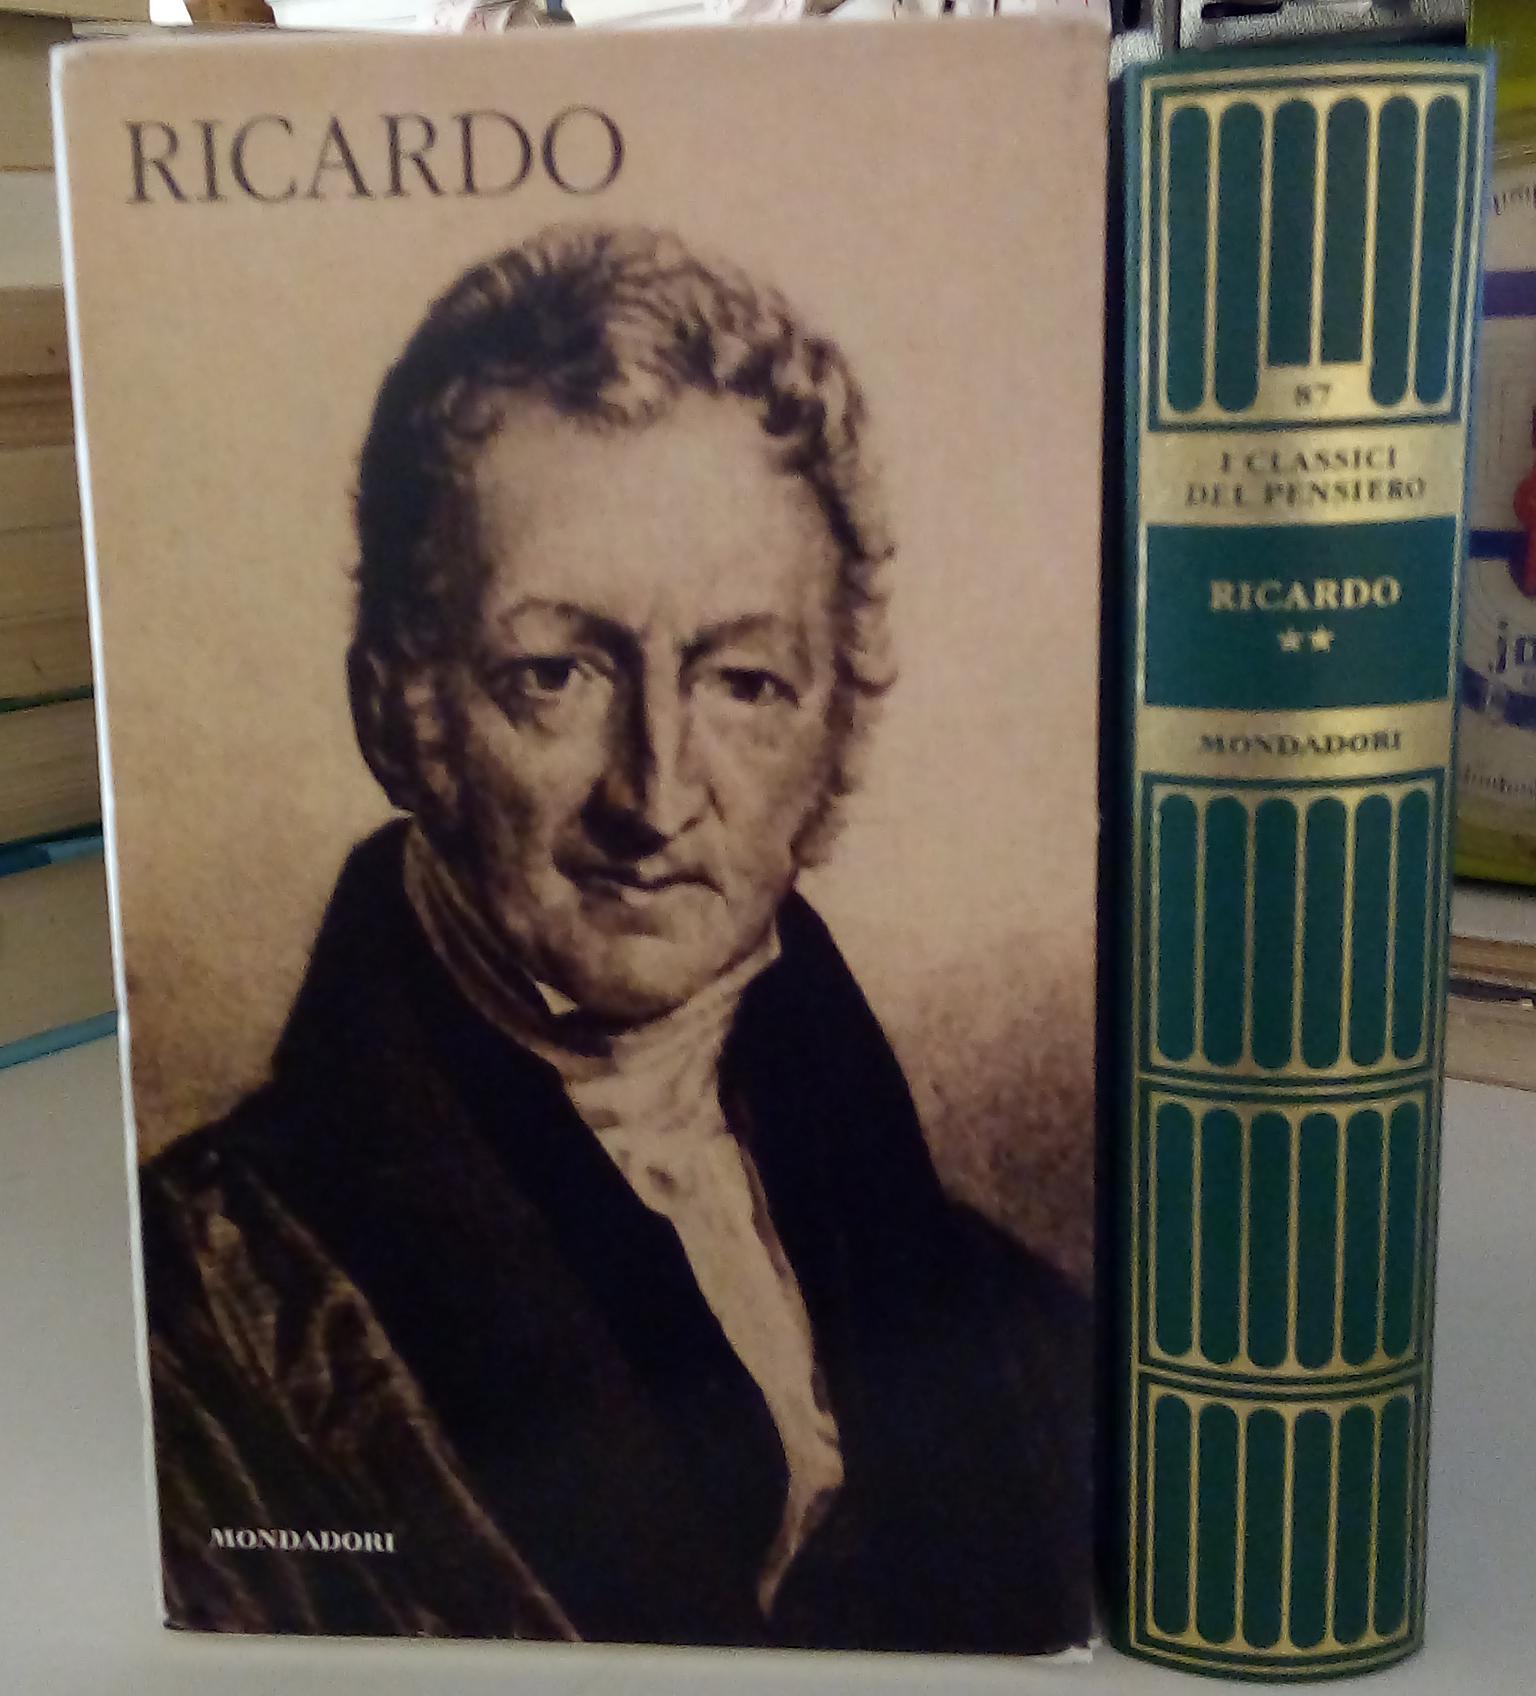 RICARDO
MONDADORI
87
I CLASSICI
DEL PENSIERO
RICARDO
★★
MONDADORI